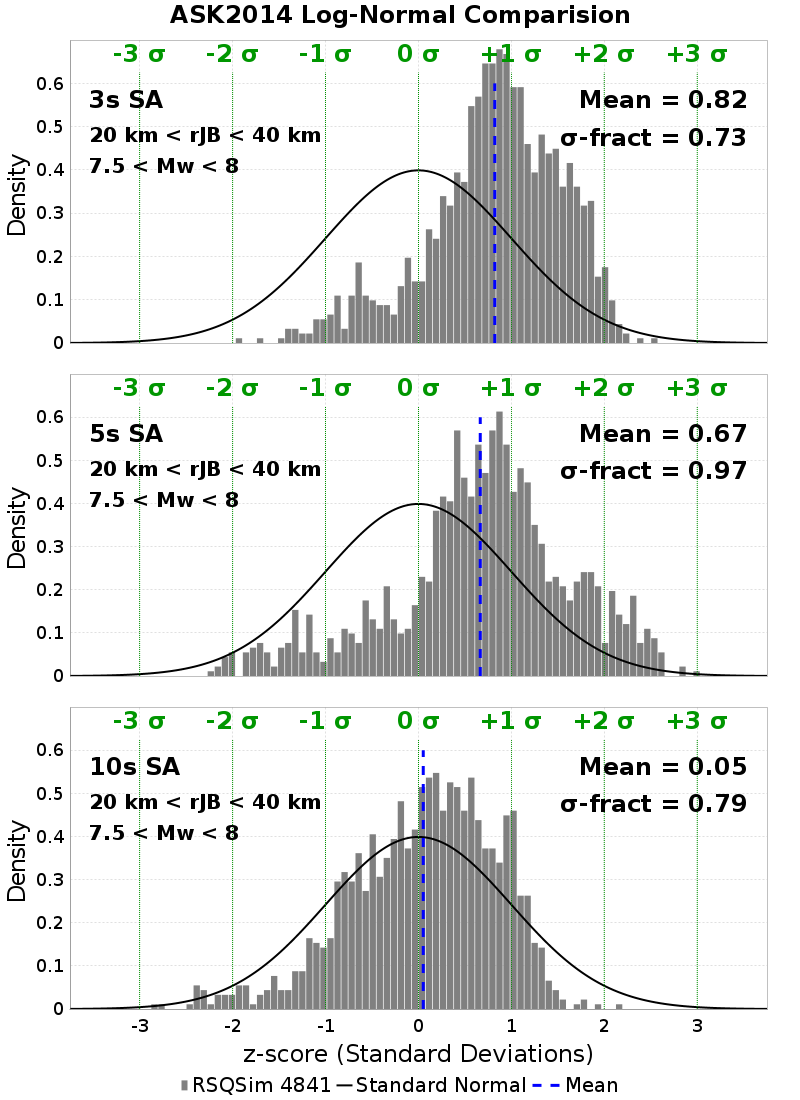 ASK2014 Log-Normal Comparision
-3 σ -2 σ -1 σ 0 σ +1 σ +2 σ +3 σ
3s SA
Mean = 0.82
20 km < rJB < 40 km
σ-fract = 0.73
7.5 < Mw < 8
0.6
0.5
0.4
0.3
0.2
0.1
0
Density
-3 σ -2 σ -1 σ 0 σ +1 σ +2 σ +3 σ
5s SA
Mean = 0.67
20 km < rJB < 40 km
σ-fract = 0.97
7.5 < Mw < 8
0.6
0.5
0.4
0.3
0.2
0.1
0
Density
-3 σ -2 σ -1 σ 0 σ +1 σ +2 σ +3 σ
10s SA
Mean = 0.05
20 km < rJB < 40 km
σ-fract = 0.79
7.5 < Mw < 8
0.6
0.5
0.4
0.3
0.2
0.1
0
Density
-3 -2 -1 0 1 2 3
z-score (Standard Deviations)
RSQSim 4841 Standard Normal Mean